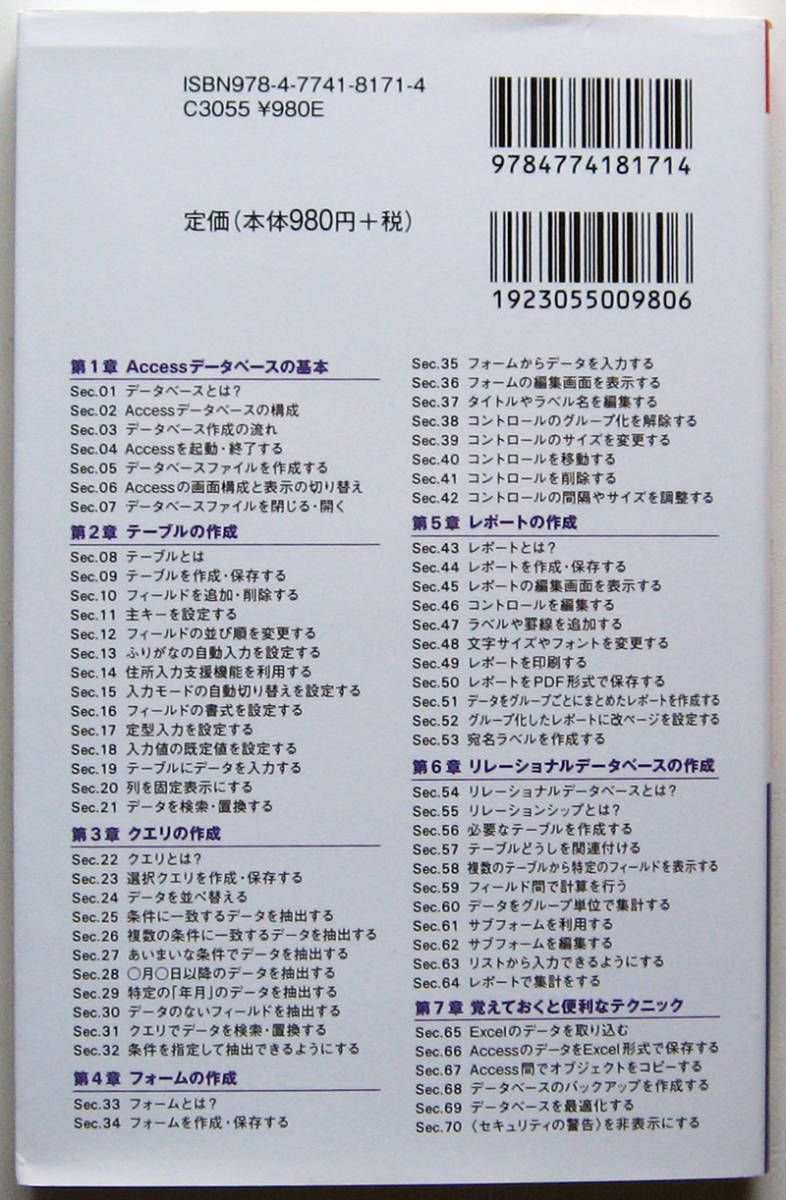 ISBN978-4-7741-8171-4
C3055 ¥980E
9784774181714
定価(本体980円+税)
1923055009806
第1章 Accessデータベースの基本
Sec.01 データベースとは?
Sec.02 Accessデータベースの構成
Sec.03 データベース作成の流れ
Sec.04 Accessを起動・終了する
Sec.05 データベースファイルを作成する
Sec.06 Accessの画面構成と表示の切り替え
Sec.07 データベースファイルを閉じる・開く
第2章 テーブルの作成
Sec.08 テーブルとは
Sec.09 テーブルを作成・保存する
Sec.10 フィールドを追加・削除する
Sec.11 主キーを設定する
Sec.12 フィールドの並び順を変更する
Sec.13 ふりがなの自動入力を設定する
Sec.14 住所入力支援機能を利用する
Sec.15 入力モードの自動切り替えを設定する
Sec.16 フィールドの書式を設定する
Sec.17 定型入力を設定する
Sec.18 入力値の既定値を設定する
Sec.19 テーブルにデータを入力する
Sec.20 列を固定表示にする
Sec.21 データを検索・置換する
第3章 クエリの作成
Sec.22 クエリとは?
Sec.23 選択クエリを作成・保存する
Sec.24 データを並べ替える
Sec.25 条件に一致するデータを抽出する
Sec.26 複数の条件に一致するデータを抽出する
Sec.27 あいまいな条件でデータを抽出する
Sec.28 ○月○日以降のデータを抽出する
Sec.29 特定の「年月」のデータを抽出する
Sec.30 データのないフィールドを抽出する
Sec.31 クエリでデータを検索・置換する
Sec.32 条件を指定して抽出できるようにする
第4章 フォームの作成
Sec.33 フォームとは?
Sec.34 フォームを作成・保存する
Sec.35 フォームからデータを入力する
Sec.36 フォームの編集画面を表示する
Sec.37 タイトルやラベル名を編集する
Sec.38 コントロールのグループ化を解除する
Sec.39 コントロールのサイズを変更する
Sec.40 コントロールを移動する
Sec.41 コントロールを削除する
Sec.42 コントロールの間隔やサイズを調整する
第5章 レポートの作成
Sec.43 レポートとは?
Sec.44 レポートを作成・保存する
Sec.45 レポートの編集画面を表示する
Sec.46 コントロールを編集する
Sec.47 ラベルや罫線を追加する
Sec.48 文字サイズやフォントを変更する
Sec.49 レポートを印刷する
Sec.50 レポートをPDF形式で保存する
Sec.51 データをグループごとにまとめたレポートを作成する
Sec.52 グループ化したレポートに改ページを設定する
Sec.53 宛名ラベルを作成する
第6章 リレーショナルデータベースの作成
Sec.54 リレーショナルデータベースとは?
Sec.55 リレーションシップとは?
Sec.56 必要なテーブルを作成する
Sec.57 テーブルどうしを関連付ける
Sec.58 複数のテーブルから特定のフィールドを表示する
Sec.59 フィールド間で計算を行う
Sec.60 データをグループ単位で集計する
Sec.61 サブフォームを利用する
Sec.62 サブフォームを編集する
Sec.63 リストから入力できるようにする
Sec.64 レポートで集計をする
第7章 覚えておくと便利なテクニック
Sec.65 Excelのデータを取り込む
Sec.66 AccessのデータをExcel形式で保存する
Sec.67 Access間でオブジェクトをコピーする
Sec.68 データベースのバックアップを作成する
Sec.69 データベースを最適化する
Sec.70 〈セキュリティの警告〉を非表示にする